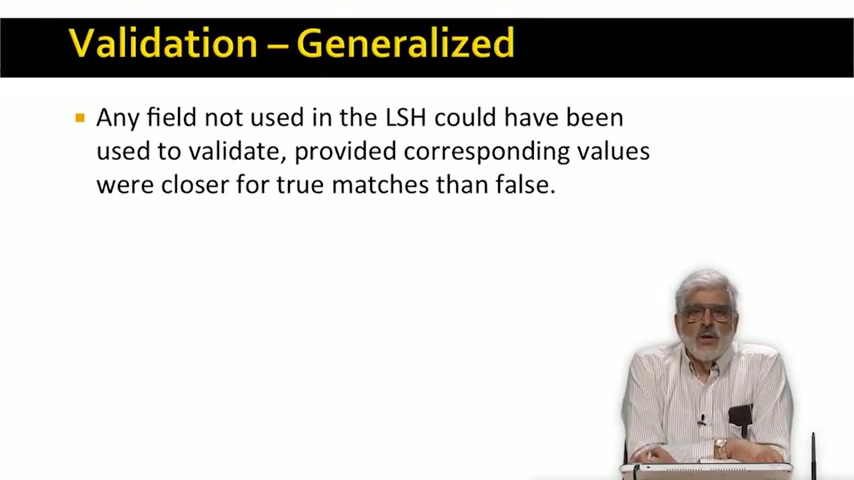 Validation – Generalized
Any field not used in the LSH could have been
used to validate, provided corresponding values
were closer for true matches than false.